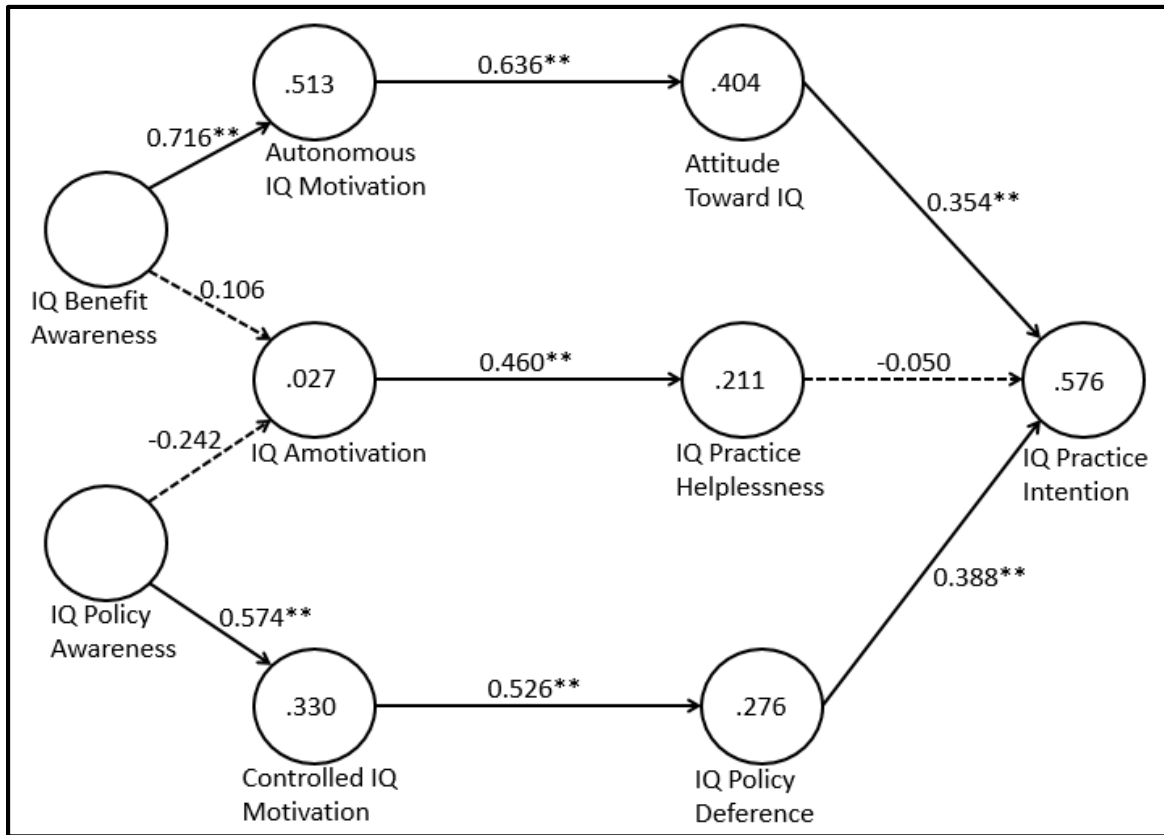 .513
0.636**
.404
0.716**
Autonomous
IQ Motivation
Attitude
Toward IQ
0.354**
IQ Benefit
Awareness
0.106
.027
0.460**
.211
-0.050
.576
-0.242
IQ Amotivation
IQ Practice
Helplessness
IQ Practice
Intention
IQ Policy
Awareness
0.574**
0.388**
.330
0.526**
.276
Controlled IQ
Motivation
IQ Policy
Deference